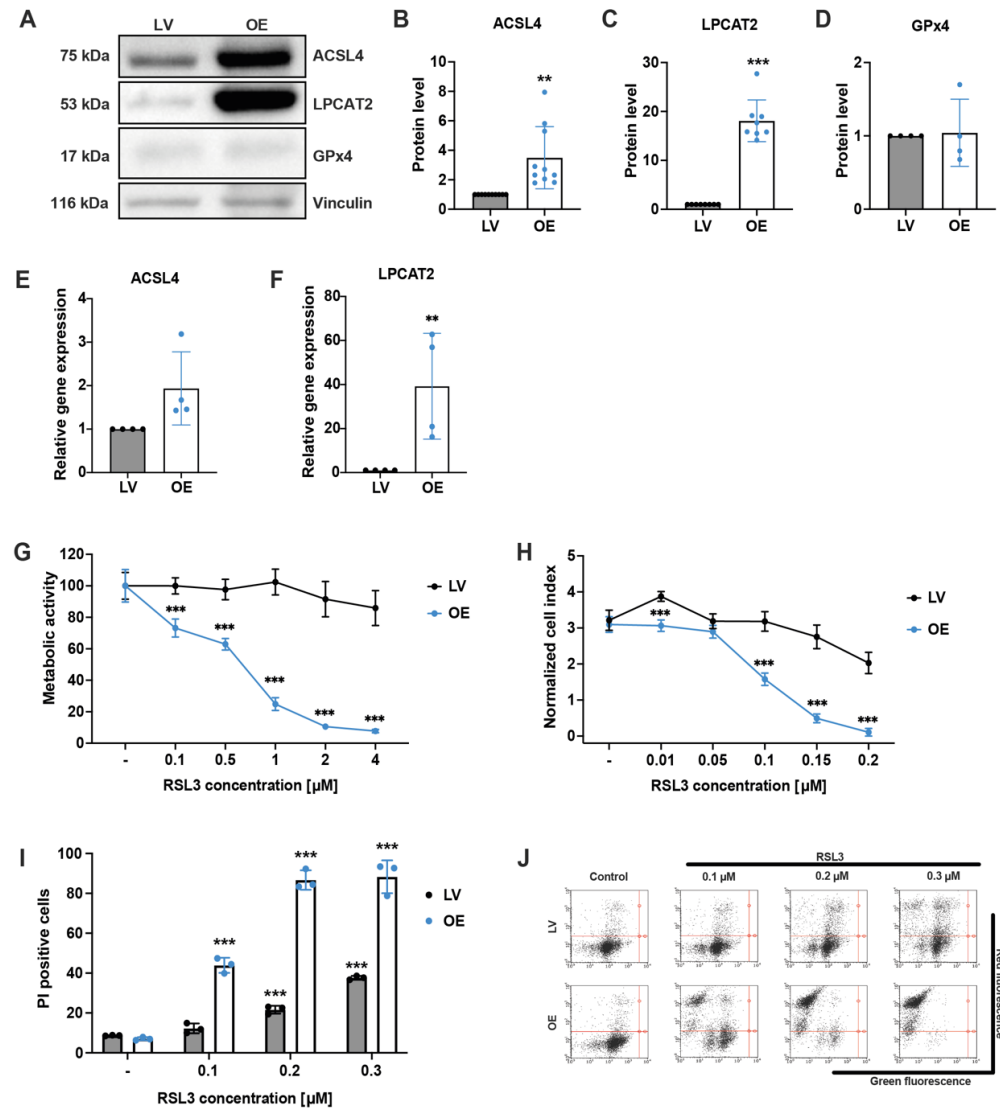 A
LV OE
75 kDa ACSL4
53 kDa LPCAT2
17 kDa GPx4
116 kDa Vinculin
B
ACSL4
Protein level
10
8
6
4
2
0
**
LV OE
C
LPCAT2
Protein level
30
20
10
0
***
LV OE
D
GPx4
Protein level
2
1
0
LV OE
E
ACSL4
Relative gene expression
4
3
2
1
0
LV OE
F
LPCAT2
Relative gene expression
80
60
40
20
0
**
LV OE
G
Metabolic activity
120
100
80
60
40
20
0
*** *** *** *** ***
- 0.1 0.5 1 2 4
RSL3 concentration [µM]
LV
OE
H
Normalized cell index
5
4
3
2
1
0
*** *** *** ***
- 0.01 0.05 0.1 0.15 0.2
RSL3 concentration [µM]
LV
OE
I
PI positive cells
100
80
60
40
20
0
*** *** *** *** ***
- 0.1 0.2 0.3
RSL3 concentration [µM]
LV
OE
J
RSL3
Control 0.1 µM 0.2 µM 0.3 µM
LV
OE
Red fluorescence
Green fluorescence